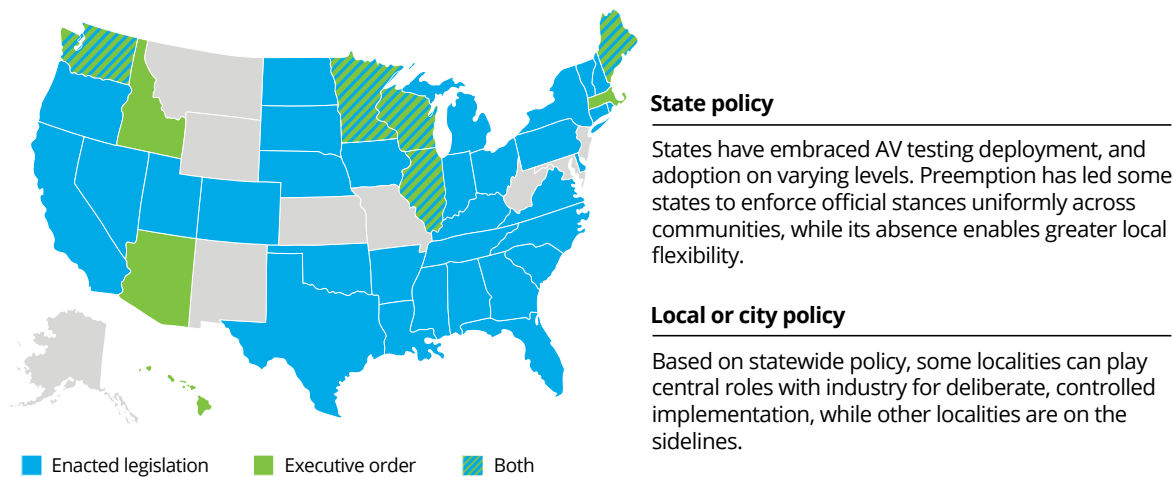 State policy
States have embraced AV testing deployment, and
adoption on varying levels. Preemption has led some
states to enforce official stances uniformly across
communities, while its absence enables greater local
flexibility.
Local or city policy
Based on statewide policy, some localities can play
central roles with industry for deliberate, controlled
implementation, while other localities are on the
sidelines.
Enacted legislation
Executive order
Both